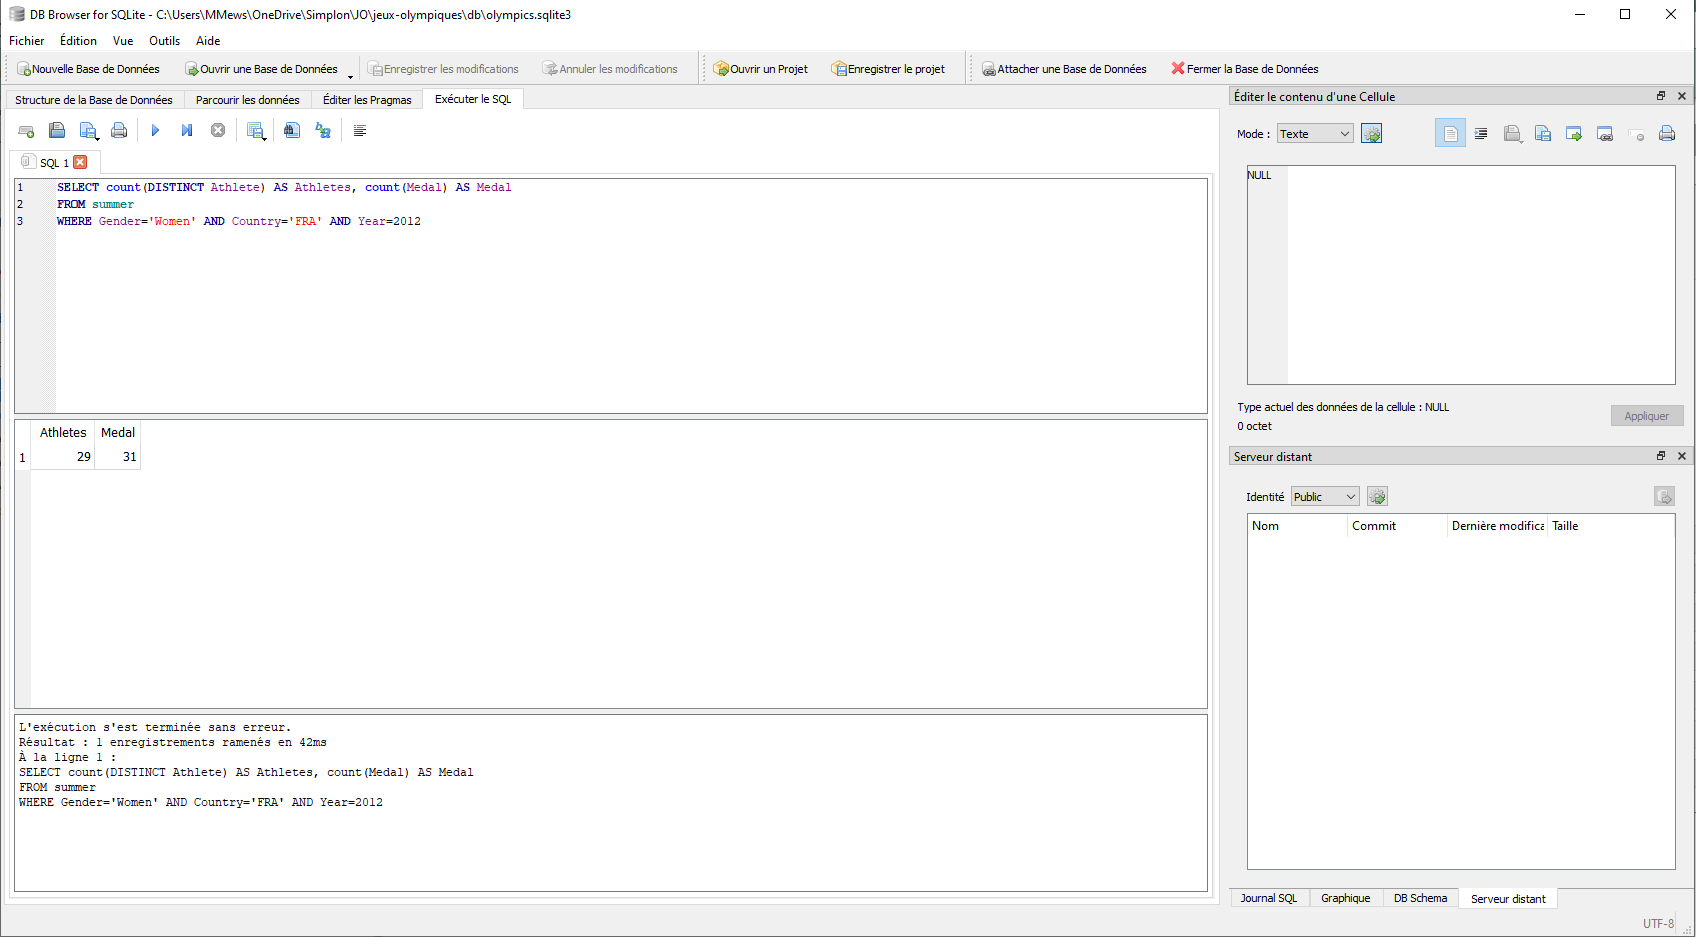 DB Browser for SQLite - C:\Users\MMews\OneDrive\Simplon\JO\jeux-olympiques\db\olympics.sqlite3
Fichier Édition Vue Outils Aide
Nouvelle Base de Données Ouvrir une Base de Données Enregistrer les modifications Annuler les modifications Ouvrir un Projet Enregistrer le projet Attacher une Base de Données Fermer la Base de Données
Structure de la Base de Données Parcourir les données Éditer les Pragmas Exécuter le SQL
SQL 1
1 SELECT count(DISTINCT Athlete) AS Athletes, count(Medal) AS Medal
2 FROM summer
3 WHERE Gender='Women' AND Country='FRA' AND Year=2012
Athletes Medal
1 29 31
L'exécution s'est terminée sans erreur.
Résultat : 1 enregistrements ramenés en 42ms
À la ligne 1 :
SELECT count(DISTINCT Athlete) AS Athletes, count(Medal) AS Medal
FROM summer
WHERE Gender='Women' AND Country='FRA' AND Year=2012
Éditer le contenu d'une Cellule
Mode : Texte
NULL
Type actuel des données de la cellule : NULL
0 octet
Appliquer
Serveur distant
Identité Public
Nom Commit Dernière modifica Taille
Journal SQL Graphique DB Schema Serveur distant
UTF-8